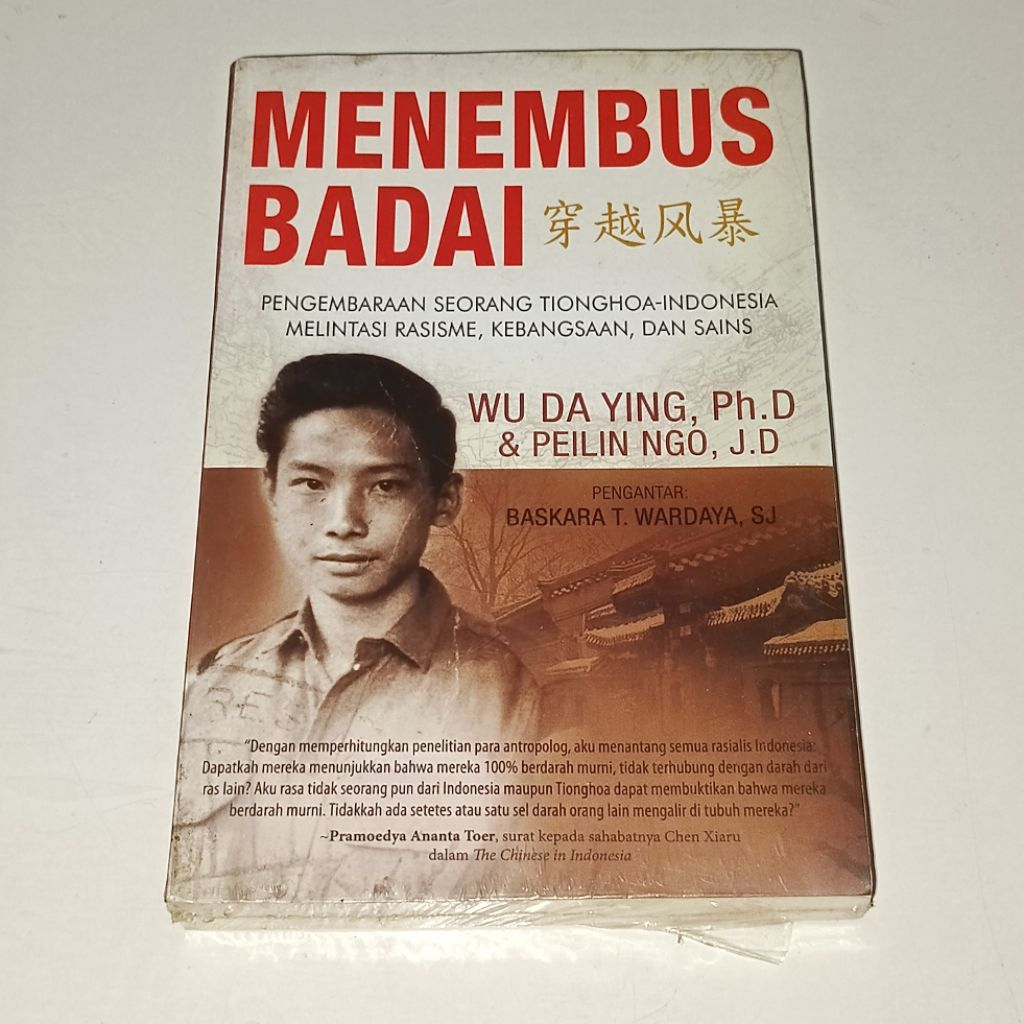 MENEMBUS
BADAI 穿越风暴
PENGEMBARAAN SEORANG TIONGHOA-INDONESIA
MELINTASI RASISME, KEBANGSAAN, DAN SAINS
WU DA YING, Ph.D
& PEILIN NGO, J.D
PENGANTAR:
BASKARA T. WARDAYA, SJ
"Dengan memperhitungkan penelitian para antropolog, aku menantang semua rasialis Indonesia:
Dapatkah mereka menunjukkan bahwa mereka 100% berdarah murni, tidak terhubung dengan darah dari
ras lain? Aku rasa tidak seorang pun dari Indonesia maupun Tionghoa dapat membuktikan bahwa mereka
berdarah murni. Tidakkah ada setetes atau satu sel darah orang lain mengalir di tubuh mereka?"
~Pramoedya Ananta Toer, surat kepada sahabatnya Chen Xiaru
dalam The Chinese in Indonesia